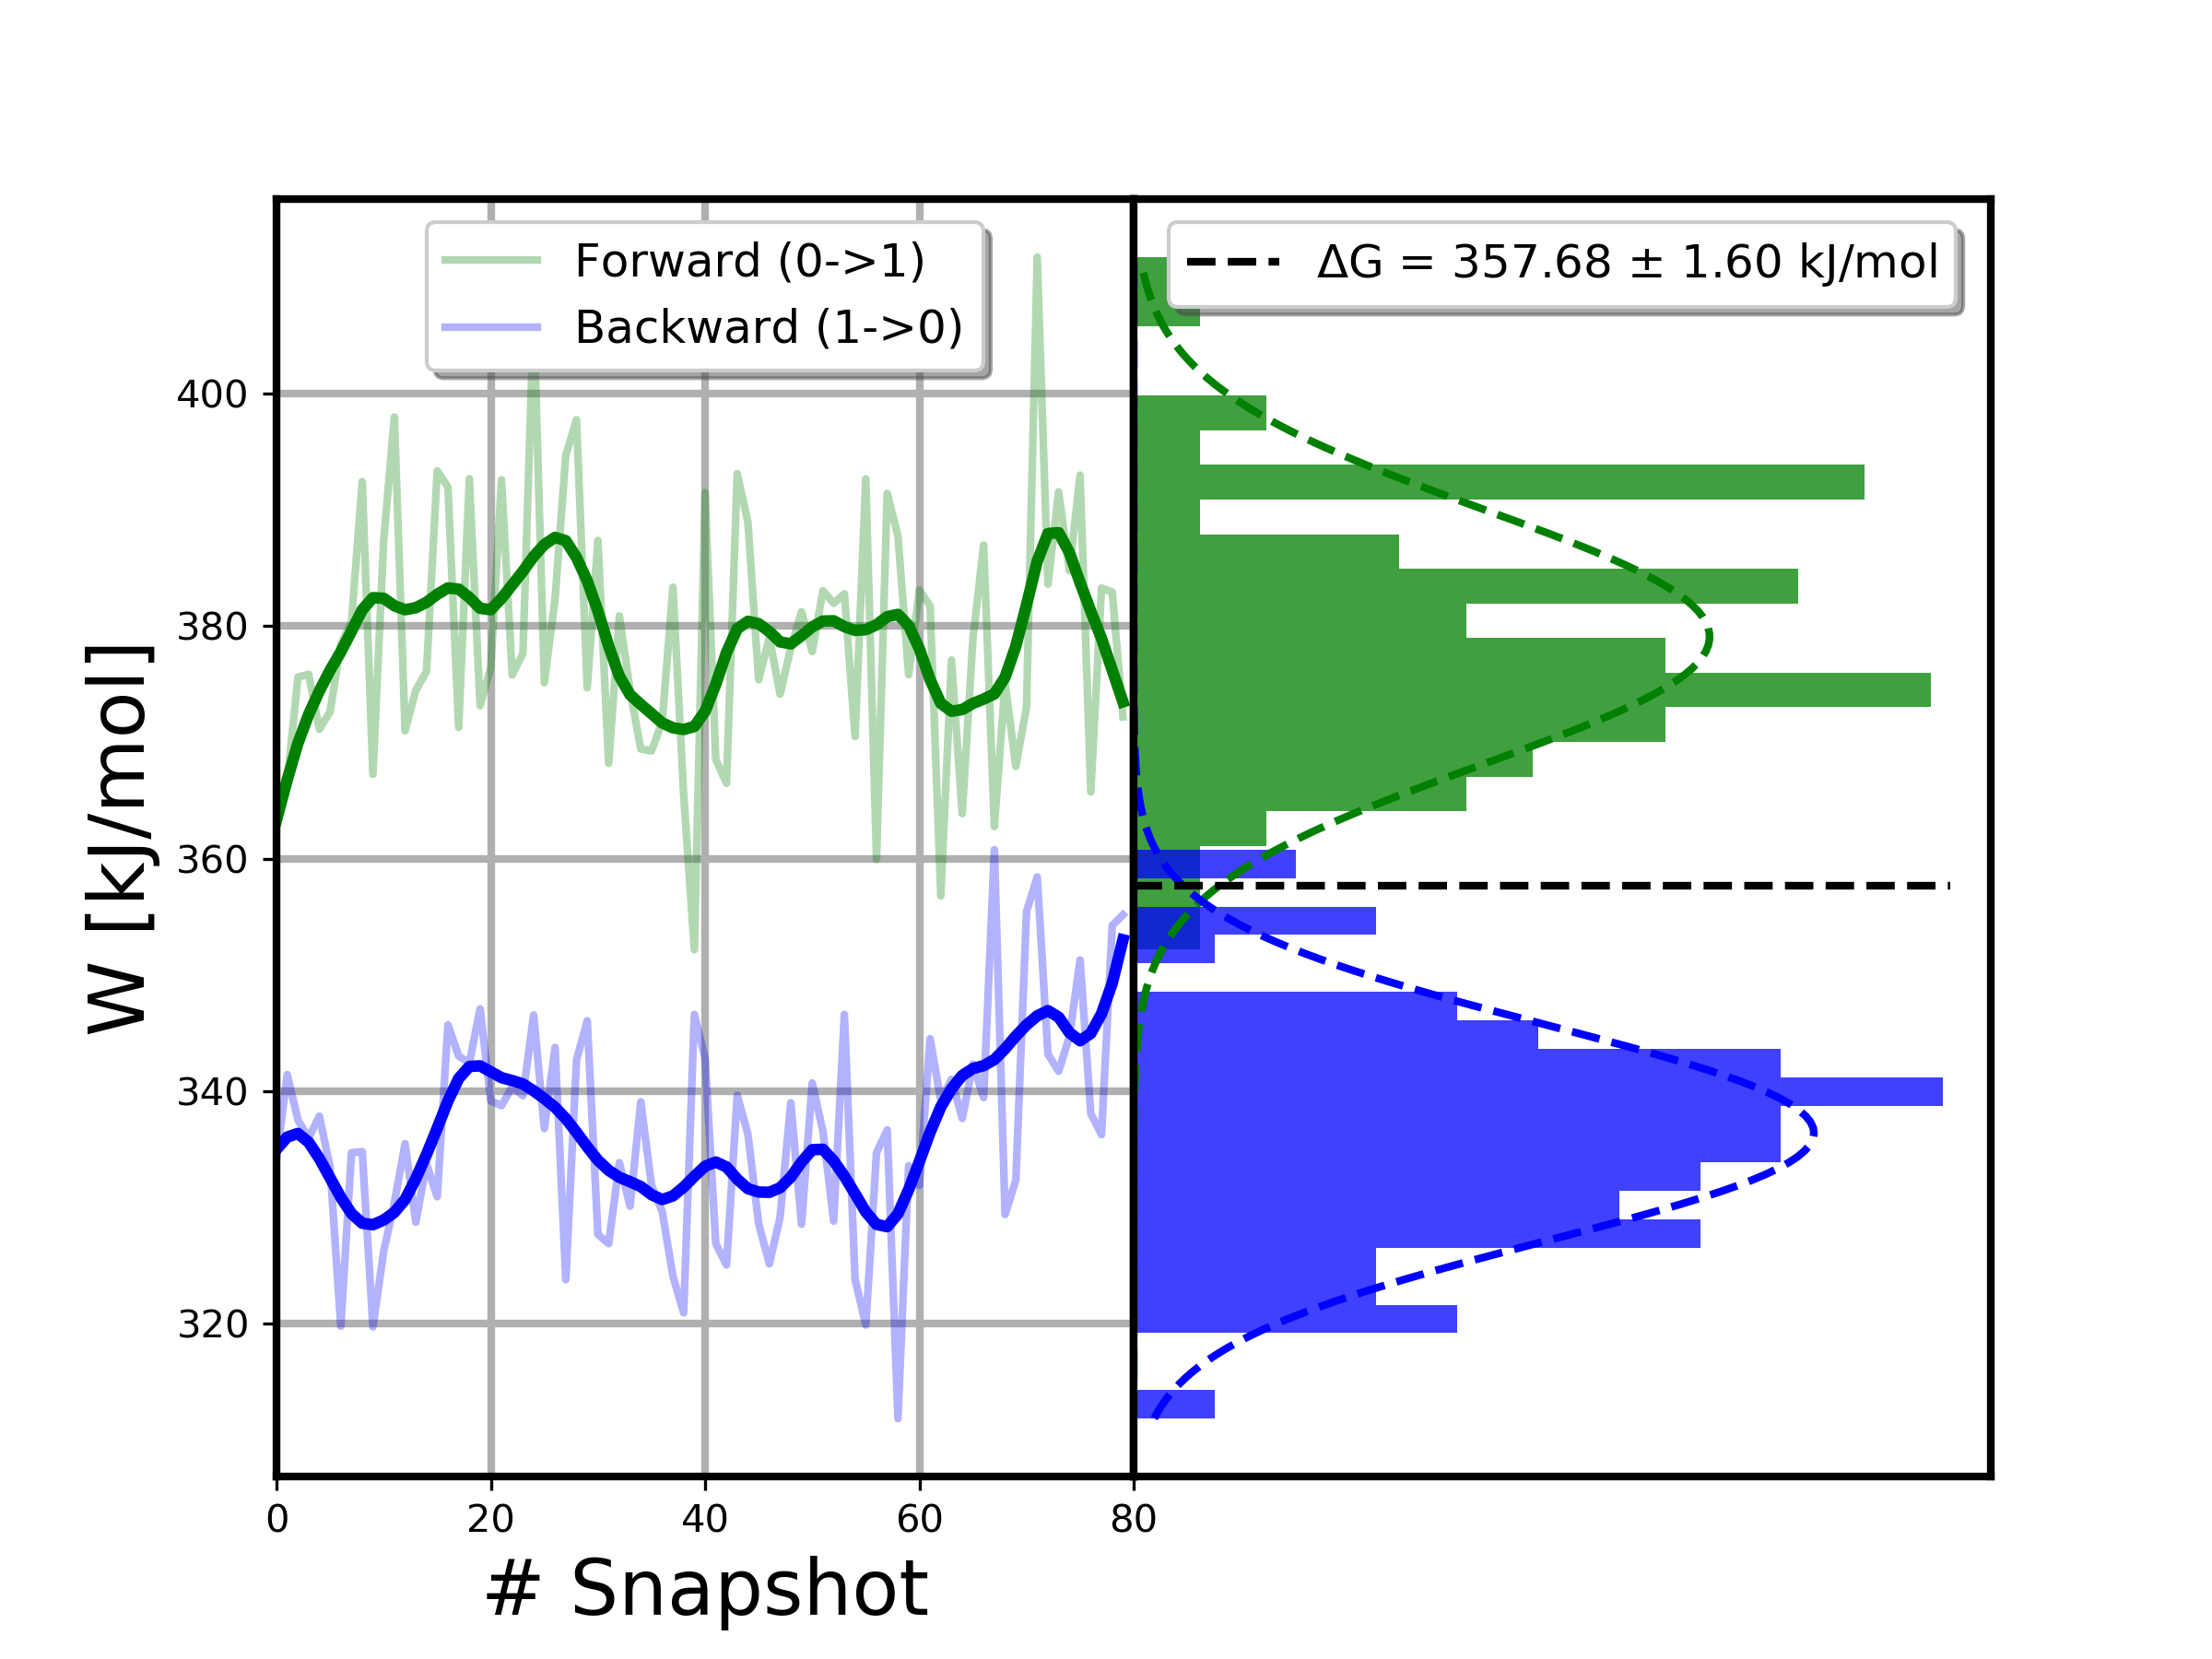 Forward (0->1)
Backward (1->0)
ΔG = 357.68 ± 1.60 kJ/mol
400
380
360
340
320
W [kJ/mol]
0 20 40 60 80
# Snapshot